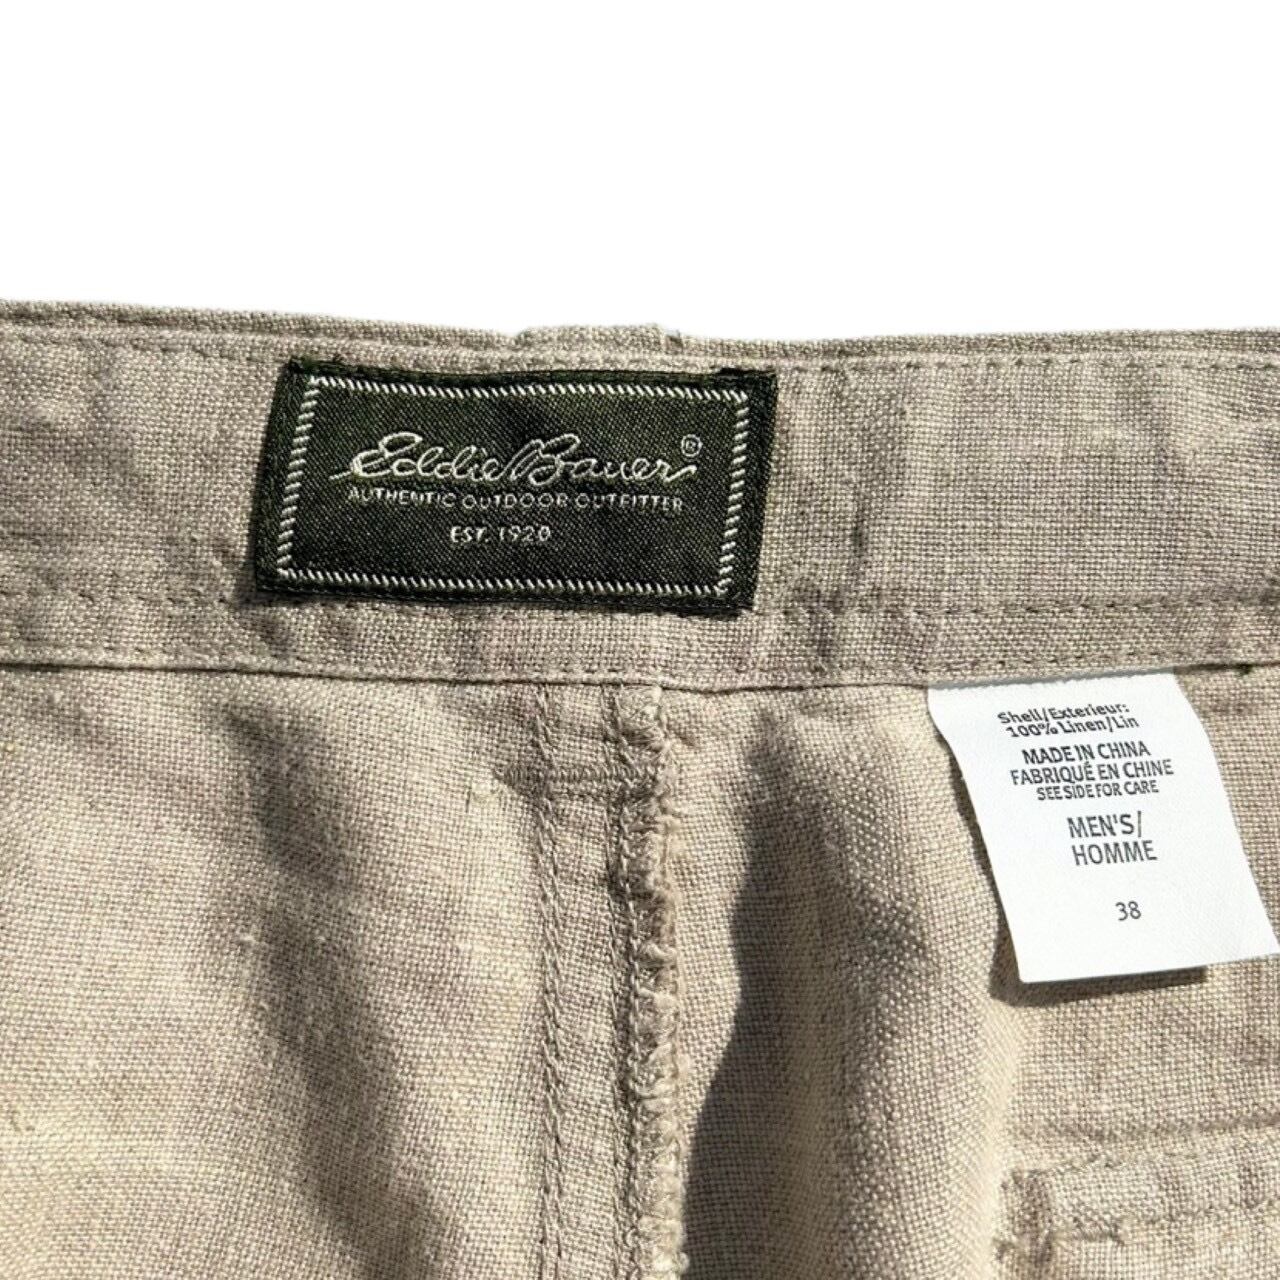 Eddie Bauer®
AUTHENTIC OUTDOOR OUTFITTER
EST. 1920
Shell/Exterieur:
100% Linen/Lin
MADE IN CHINA
FABRIQUÉ EN CHINE
SEE SIDE FOR CARE
MEN'S/
HOMME
38